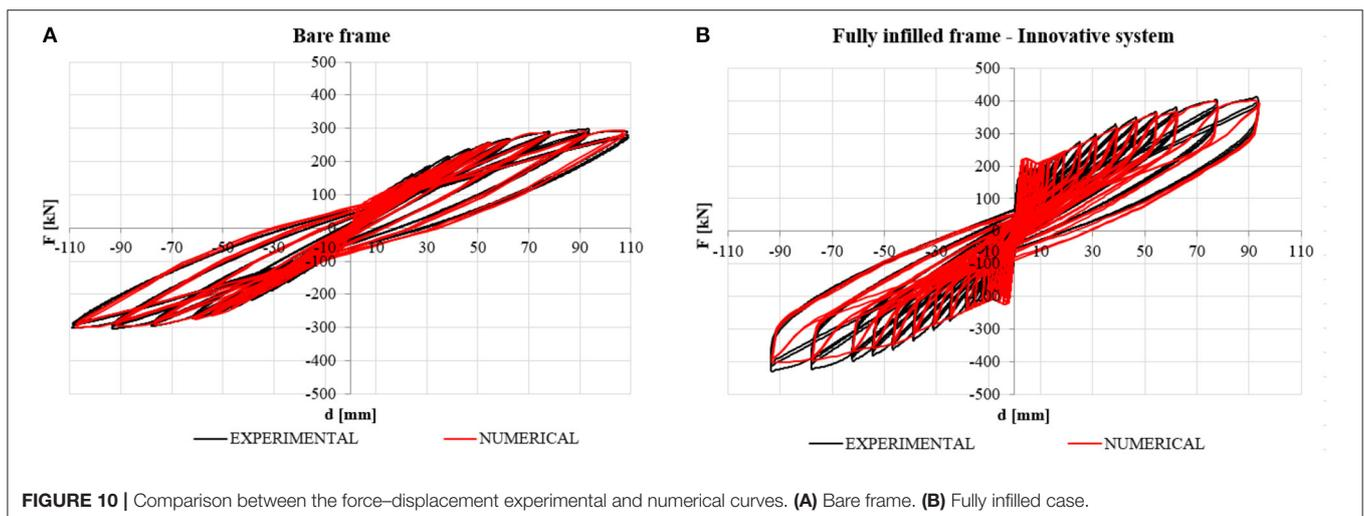 A
Bare frame
500
400
300
200
100
0
-100
-200
-300
-400
-500
-110 -90 -70 -50 -30 -10 10 30 50 70 90 110
F [kN]
d [mm]
EXPERIMENTAL NUMERICAL
B
Fully infilled frame - Innovative system
500
400
300
200
100
0
-100
-200
-300
-400
-500
-110 -90 -70 -50 -30 10 30 50 70 90 110
F [kN]
d [mm]
EXPERIMENTAL NUMERICAL
FIGURE 10 | Comparison between the force–displacement experimental and numerical curves. (A) Bare frame. (B) Fully infilled case.